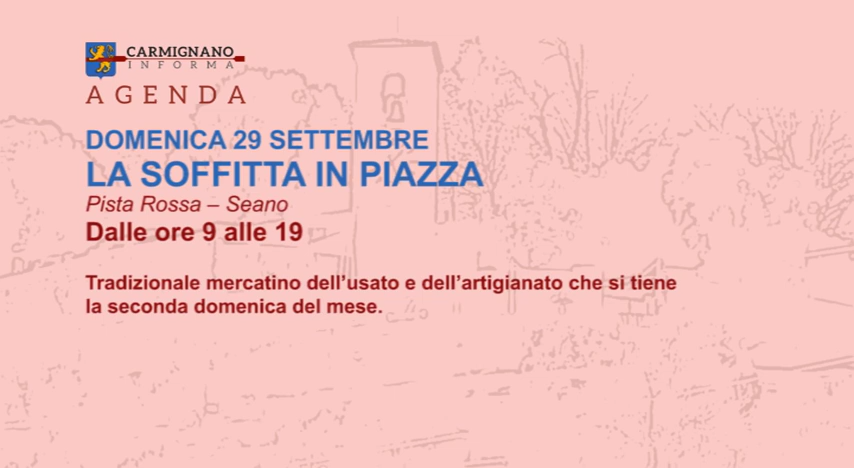 CARMIGNANO
INFORMA
AGENDA
DOMENICA 29 SETTEMBRE
LA SOFFITTA IN PIAZZA
Pista Rossa – Seano
Dalle ore 9 alle 19
Tradizionale mercatino dell’usato e dell’artigianato che si tiene
la seconda domenica del mese.